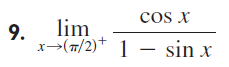 9. lim x→(π/2)⁺ cos x / (1 − sin x)